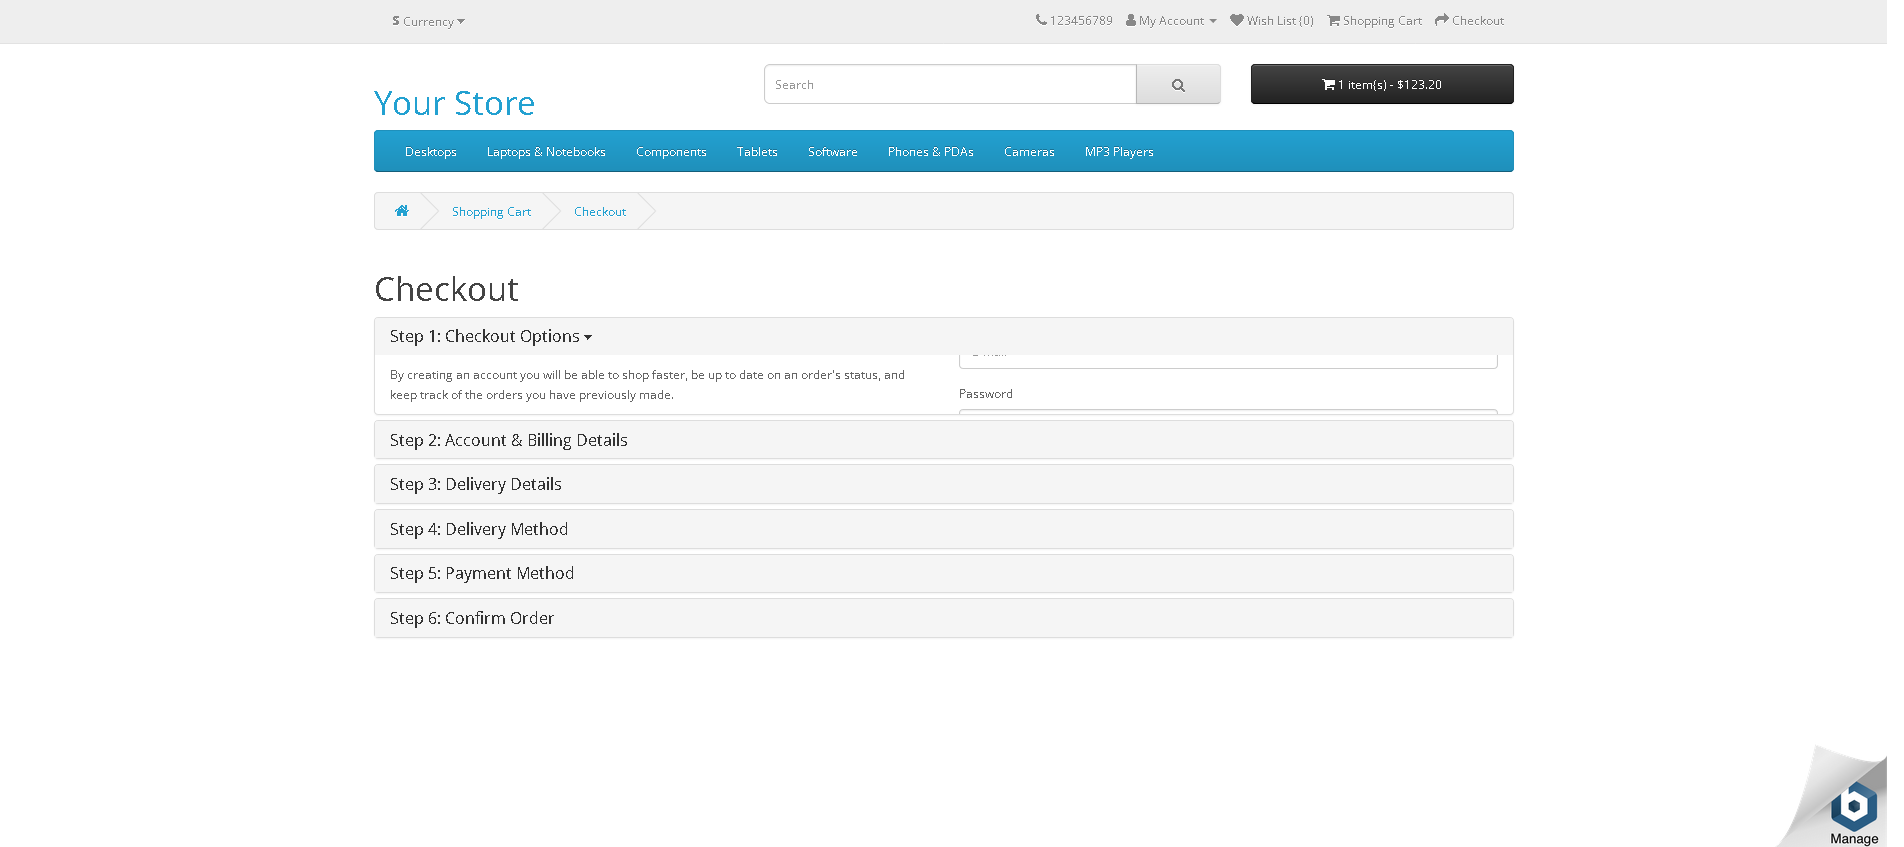 $ Currency
123456789 My Account Wish List (0) Shopping Cart Checkout
Your Store
Search
1 item(s) - $123.20
Desktops Laptops & Notebooks Components Tablets Software Phones & PDAs Cameras MP3 Players
Shopping Cart Checkout
Checkout
Step 1: Checkout Options
By creating an account you will be able to shop faster, be up to date on an order's status, and
keep track of the orders you have previously made.
Password
Step 2: Account & Billing Details
Step 3: Delivery Details
Step 4: Delivery Method
Step 5: Payment Method
Step 6: Confirm Order
Manage